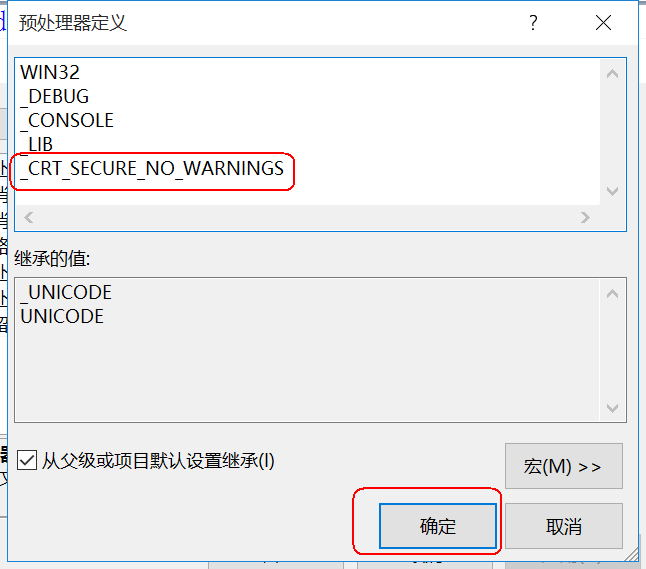 预处理器定义
WIN32
_DEBUG
_CONSOLE
_LIB
_CRT_SECURE_NO_WARNINGS
继承的值:
_UNICODE
UNICODE
从父级或项目默认设置继承(I)
宏(M) >>
确定
取消